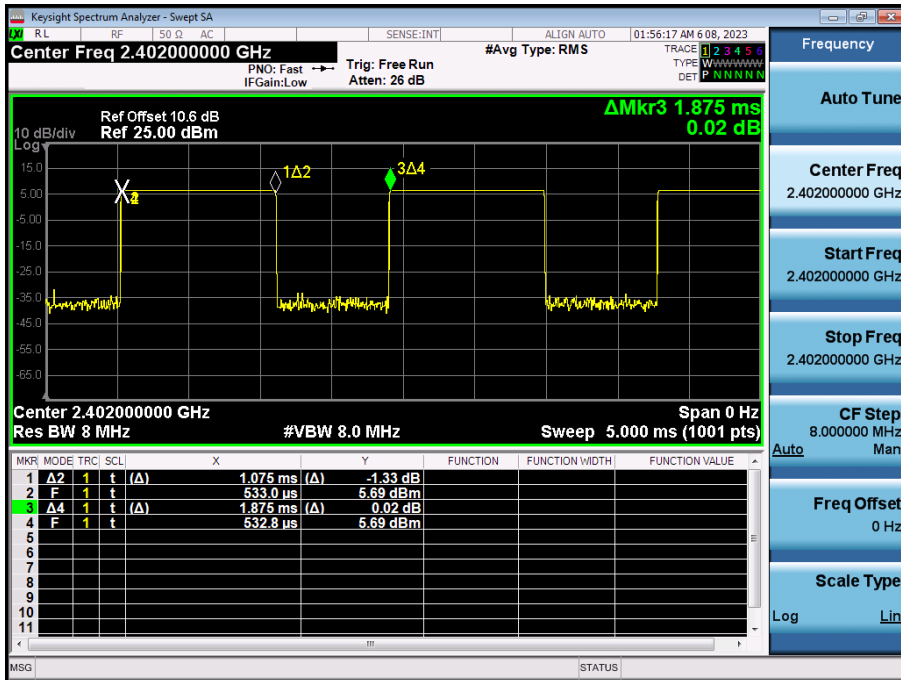 Keysight Spectrum Analyzer - Swept SA
LXI RL RF 50 Ω AC SENSE:INT ALIGN AUTO 01:56:17 AM 6 08, 2023
Center Freq 2.402000000 GHz #Avg Type: RMS TRACE 1 2 3 4 5 6
PNO: Fast Trig: Free Run TYPE WWWWWW
IFGain:Low Atten: 26 dB DET P N N N N N
ΔMkr3 1.875 ms
0.02 dB
Ref Offset 10.6 dB
10 dB/div Ref 25.00 dBm
Log
15.0
5.00
-5.00
-15.0
-25.0
-35.0
-45.0
-55.0
-65.0
2
1Δ2
3Δ4
Center 2.402000000 GHz Span 0 Hz
Res BW 8 MHz #VBW 8.0 MHz Sweep 5.000 ms (1001 pts)
MKR MODE TRC SCL X Y FUNCTION FUNCTION WIDTH FUNCTION VALUE
1 Δ2 1 t (Δ) 1.075 ms (Δ) -1.33 dB
2 F 1 t 533.0 µs 5.69 dBm
3 Δ4 1 t (Δ) 1.875 ms (Δ) 0.02 dB
4 F 1 t 532.8 µs 5.69 dBm
5
6
7
8
9
10
11
MSG STATUS
Frequency
Auto Tune
Center Freq
2.402000000 GHz
Start Freq
2.402000000 GHz
Stop Freq
2.402000000 GHz
CF Step
8.000000 MHz
Auto Man
Freq Offset
0 Hz
Scale Type
Log Lin